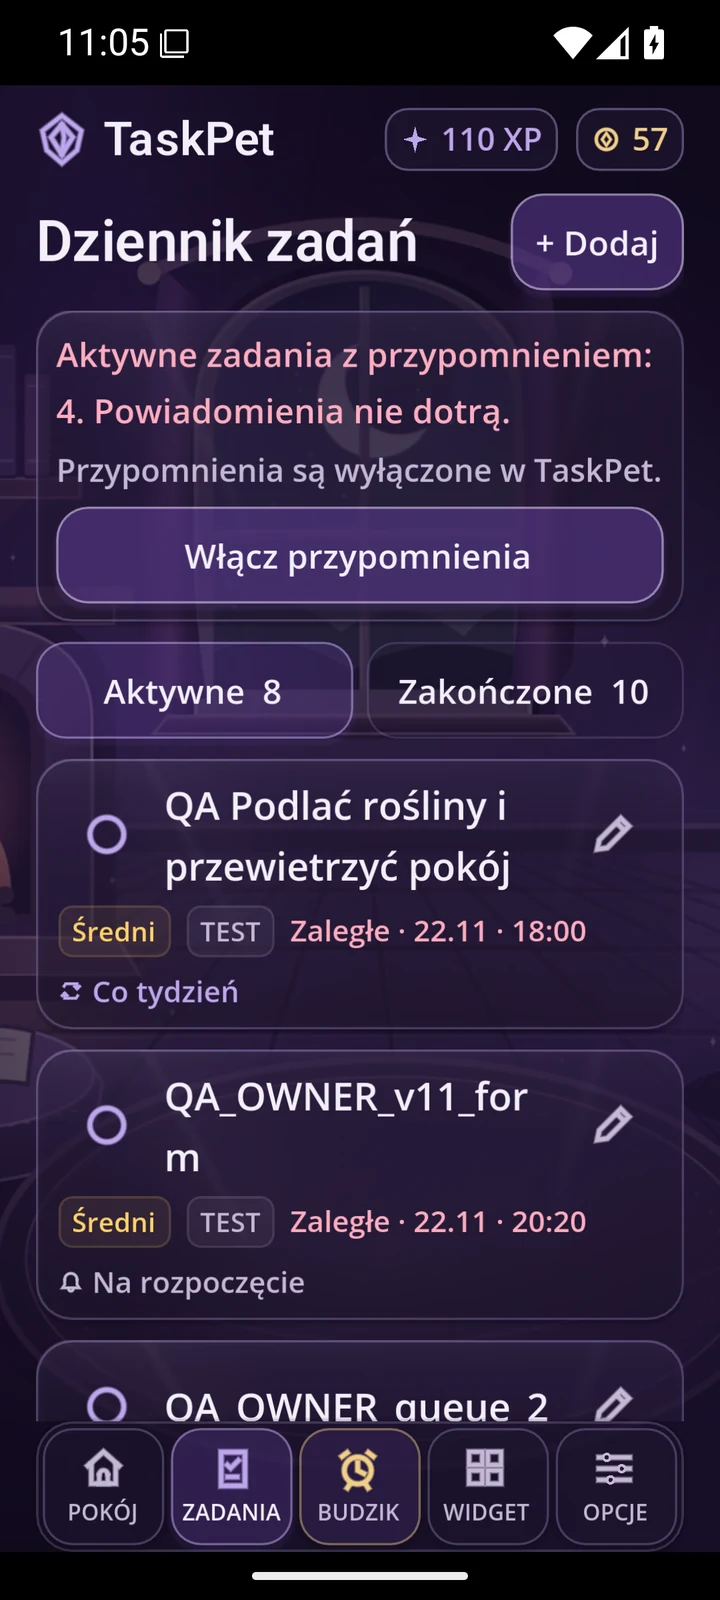 11:05
TaskPet
110 XP
57
Dziennik zadań
+ Dodaj
Aktywne zadania z przypomnieniem:
4. Powiadomienia nie dotrą.
Przypomnienia są wyłączone w TaskPet.
Włącz przypomnienia
Aktywne 8
Zakończone 10
QA Podlać rośliny i
przewietrzyć pokój
Średni TEST Zaległe · 22.11 · 18:00
Co tydzień
QA_OWNER_v11_for
m
Średni TEST Zaległe · 22.11 · 20:20
Na rozpoczęcie
QA_OWNER_queue_2
POKÓJ
ZADANIA
BUDZIK
WIDGET
OPCJE